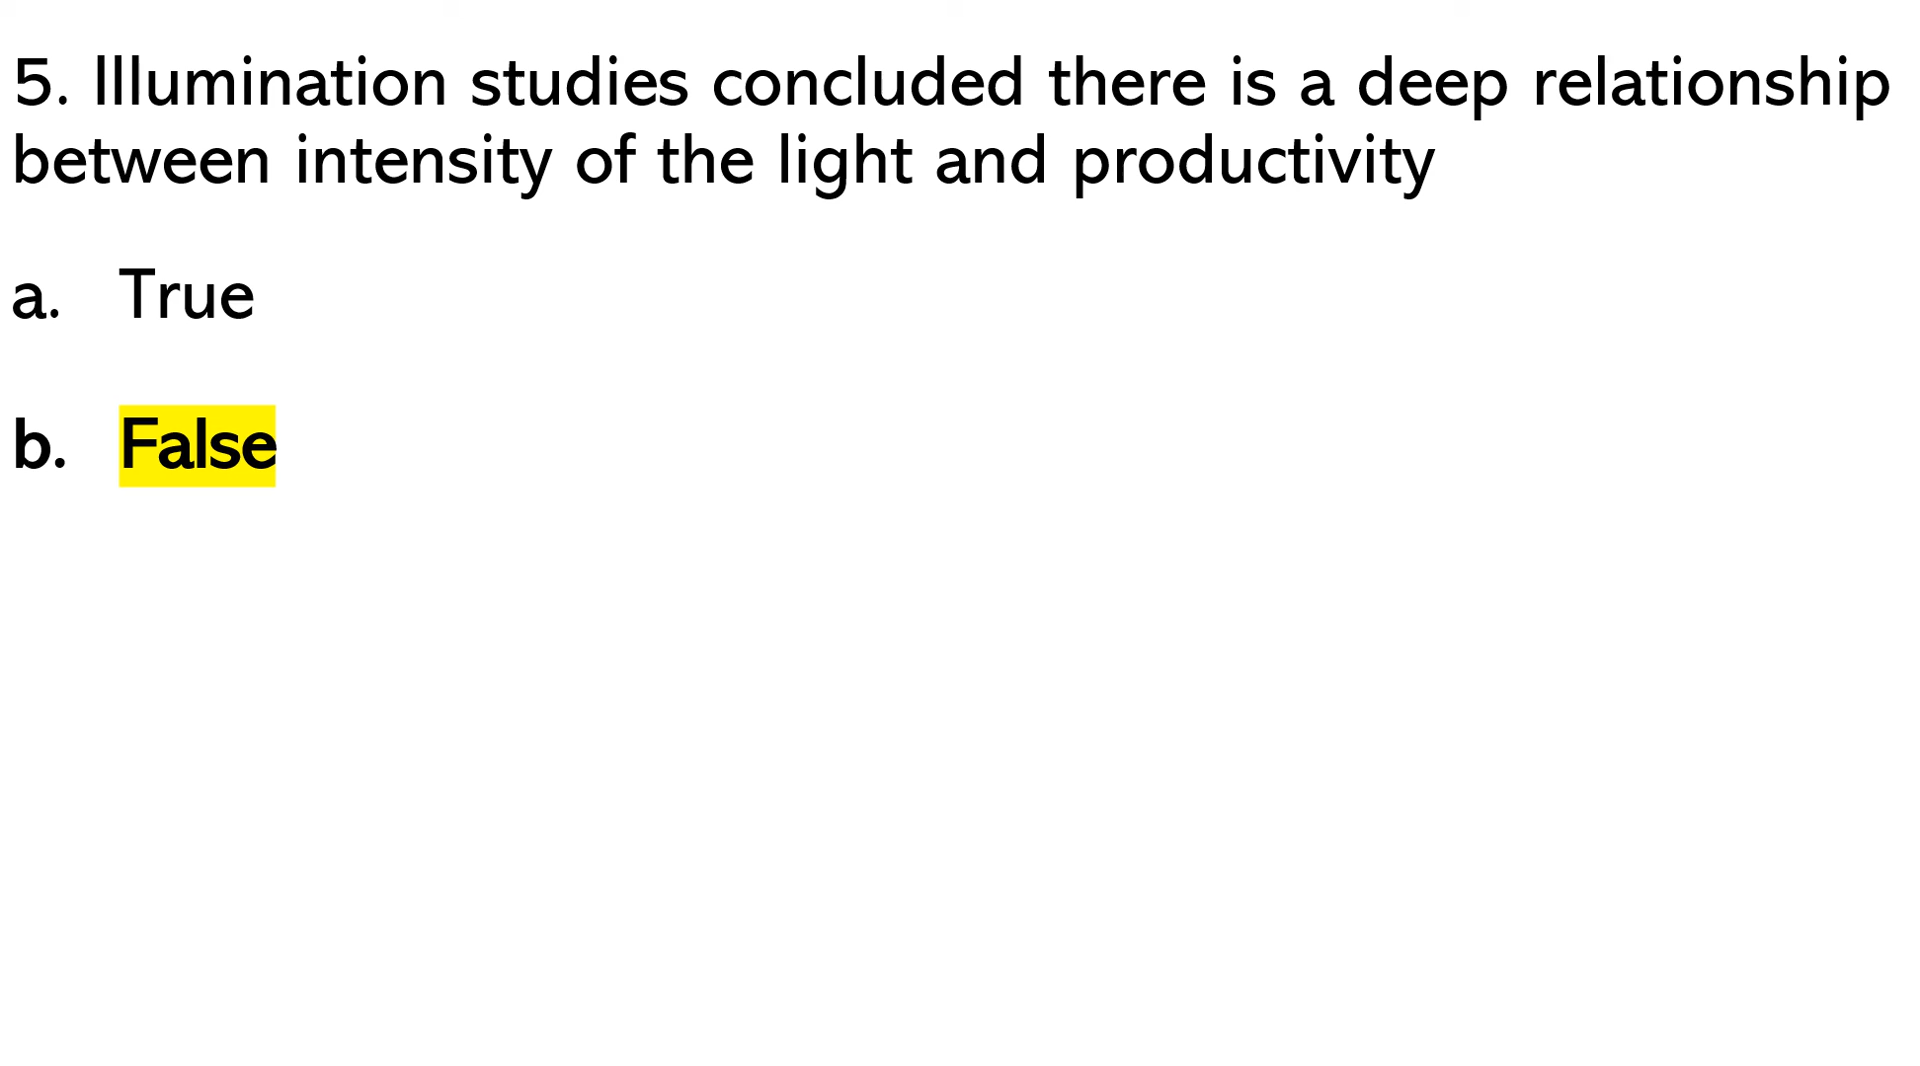 5. Illumination studies concluded there is a deep relationship
between intensity of the light and productivity
a. True
b. False